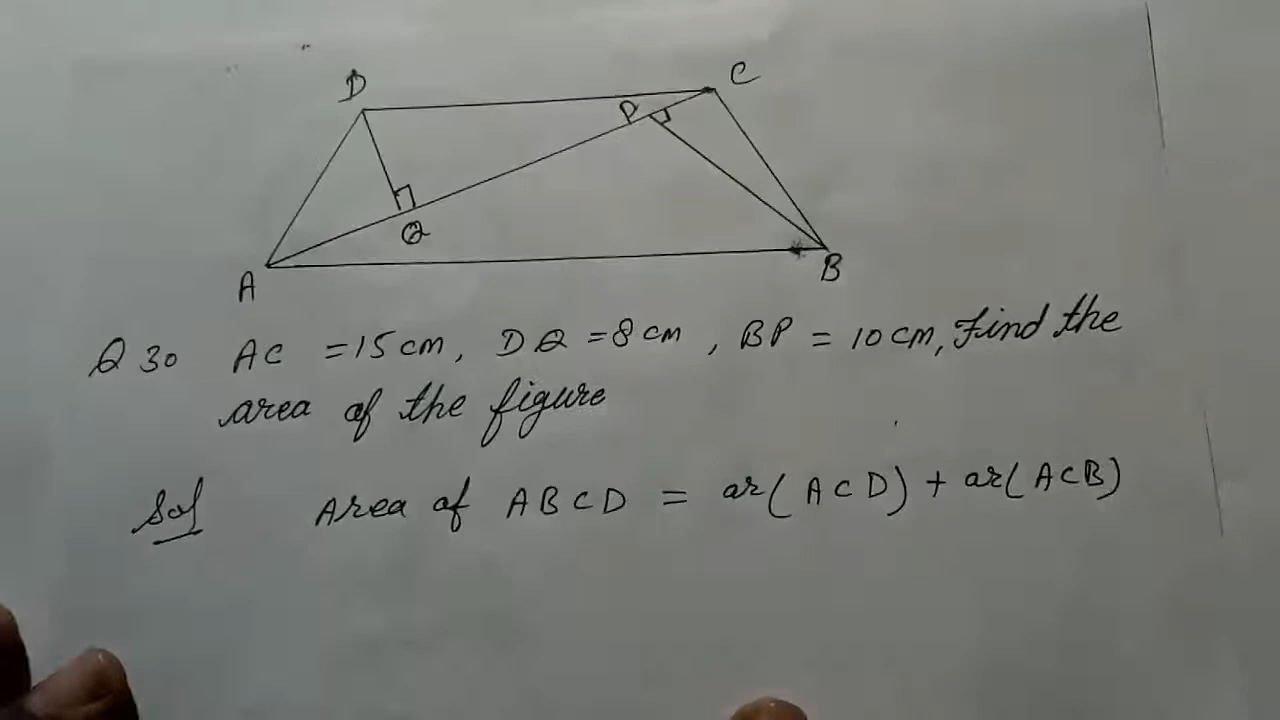 D
C
P
Q
A
B
Q 30 AC = 15 cm, DQ = 8 cm, BP = 10 cm, Find the
area of the figure
Sol Area of ABCD = ar(ACD) + ar(ACB)